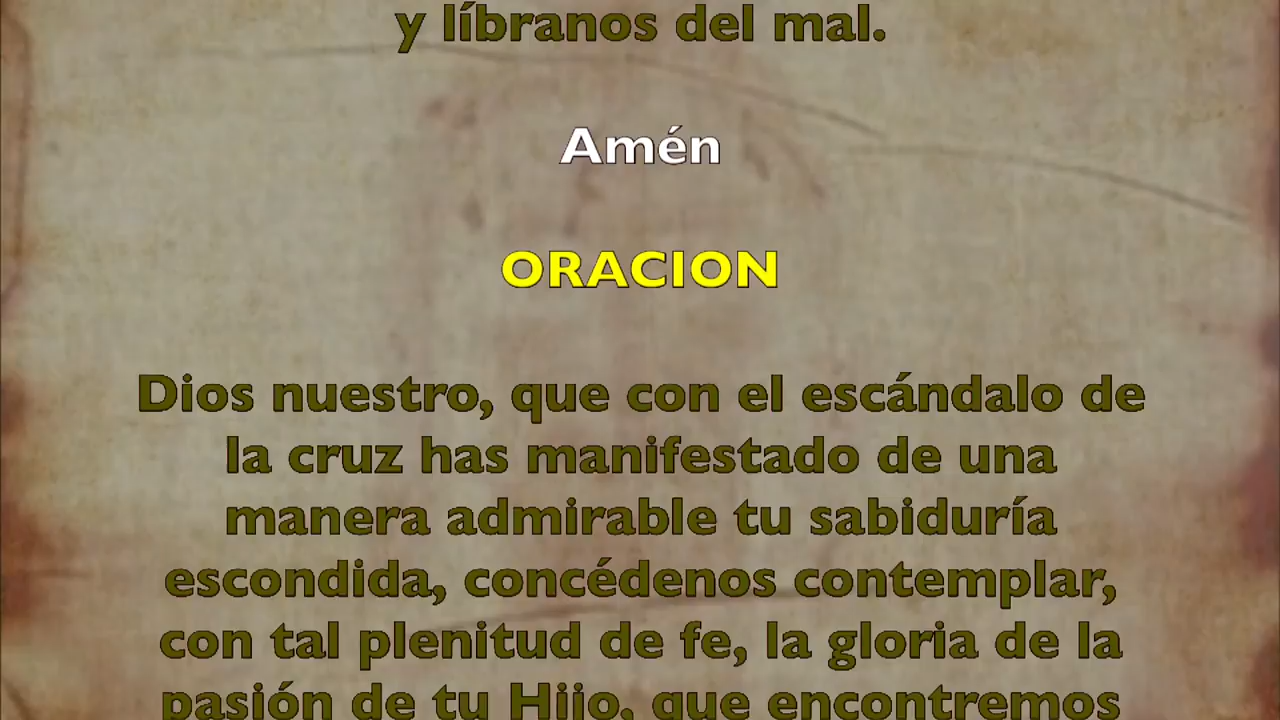 y líbranos del mal.
Amén
ORACION
Dios nuestro, que con el escándalo de
la cruz has manifestado de una
manera admirable tu sabiduría
escondida, concédenos contemplar,
con tal plenitud de fe, la gloria de la
pasión de tu Hijo, que encontremos